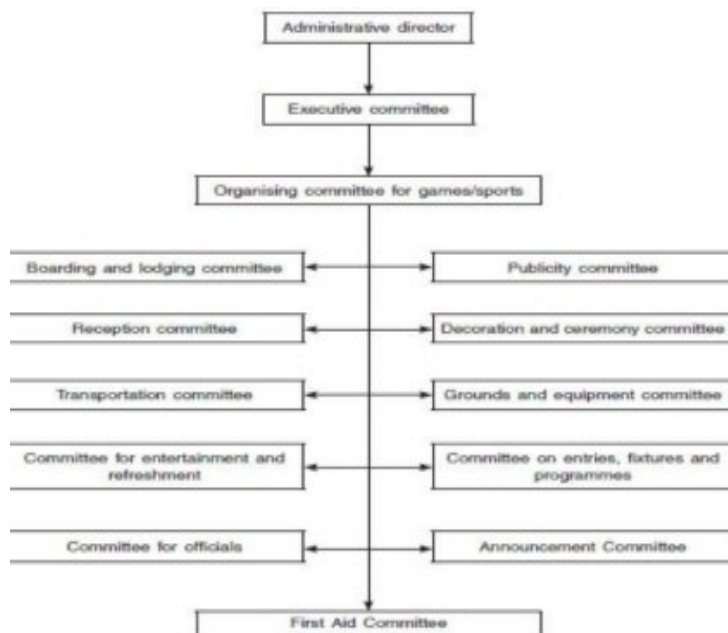 Administrative director
Executive committee
Organising committee for games/sports
Boarding and lodging committee
Publicity committee
Reception committee
Decoration and ceremony committee
Transportation committee
Grounds and equipment committee
Committee for entertainment and
refreshment
Committee on entries, fixtures and
programmes
Committee for officials
Announcement Committee
First Aid Committee